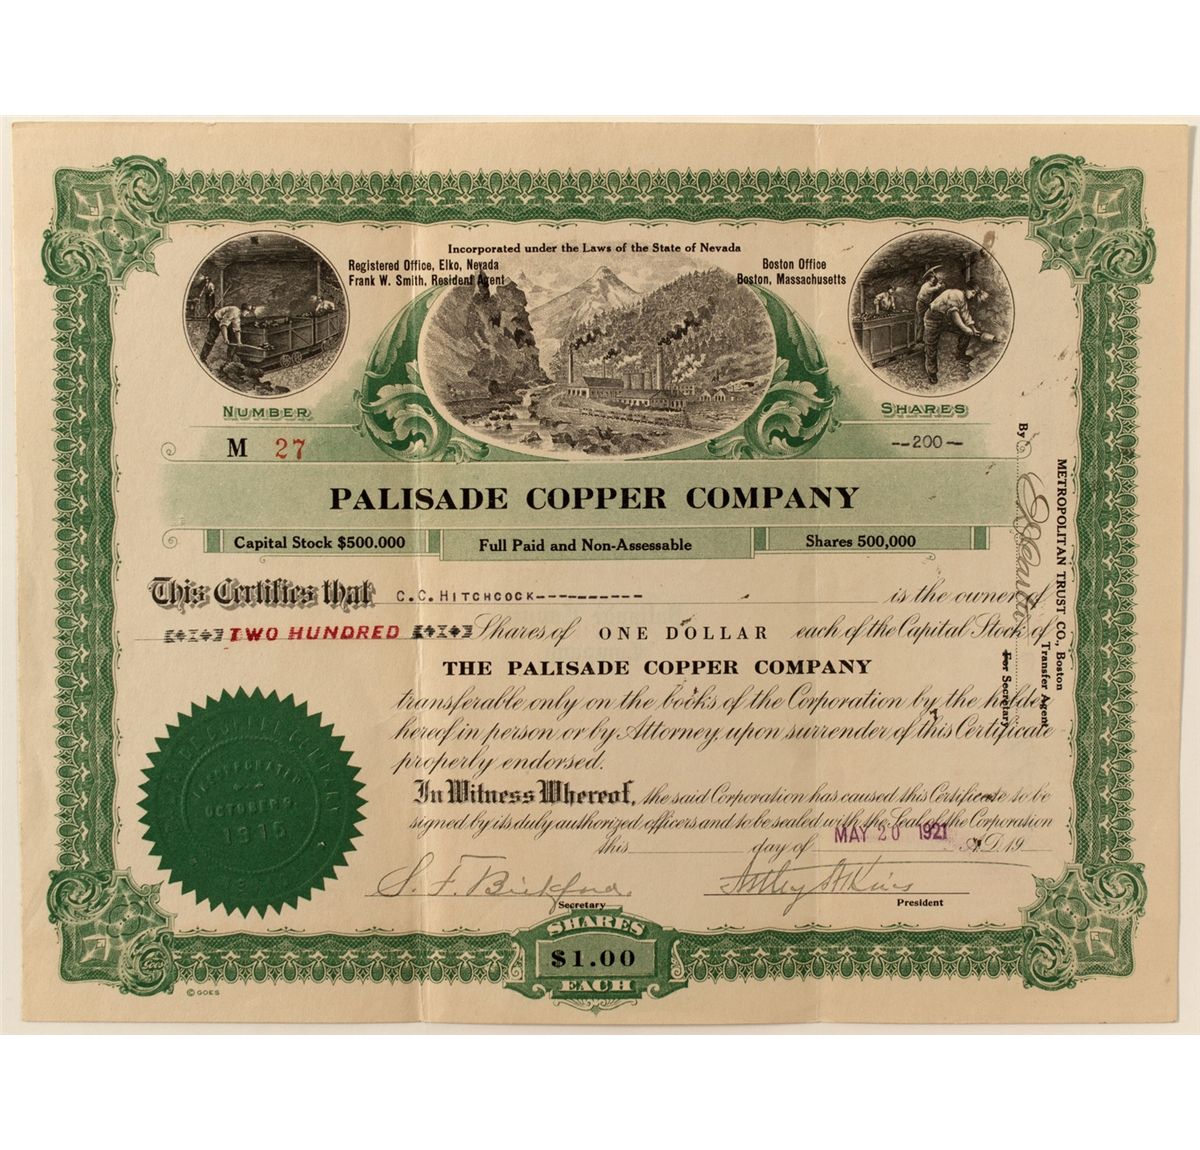 Incorporated under the Laws of the State of Nevada
Registered Office, Elko, Nevada
Frank W. Smith, Resident Agent
Boston Office
Boston, Massachusetts
NUMBER
SHARES
M 27
--200--
PALISADE COPPER COMPANY
Capital Stock $500.000
Full Paid and Non-Assessable
Shares 500,000
This Certifies that C.C. HITCHCOCK---------- is the owner of
TWO HUNDRED Shares of ONE DOLLAR each of the Capital Stock of
THE PALISADE COPPER COMPANY
transferable only on the books of the Corporation by the holder
hereof in person or by Attorney, upon surrender of this Certificate
properly endorsed.
In Witness Whereof, the said Corporation has caused this Certificate to be
signed by its duly authorized officers and to be sealed with the Seal of the Corporation
this day of MAY 20 1921 A.D. 19
S. F. Bickford
Secretary
President
INCORPORATED
OCTOBER 9,
1915
SHARES
$1.00
EACH
© GOES
METROPOLITAN TRUST CO., Boston
Transfer Agent
By
For Secretary